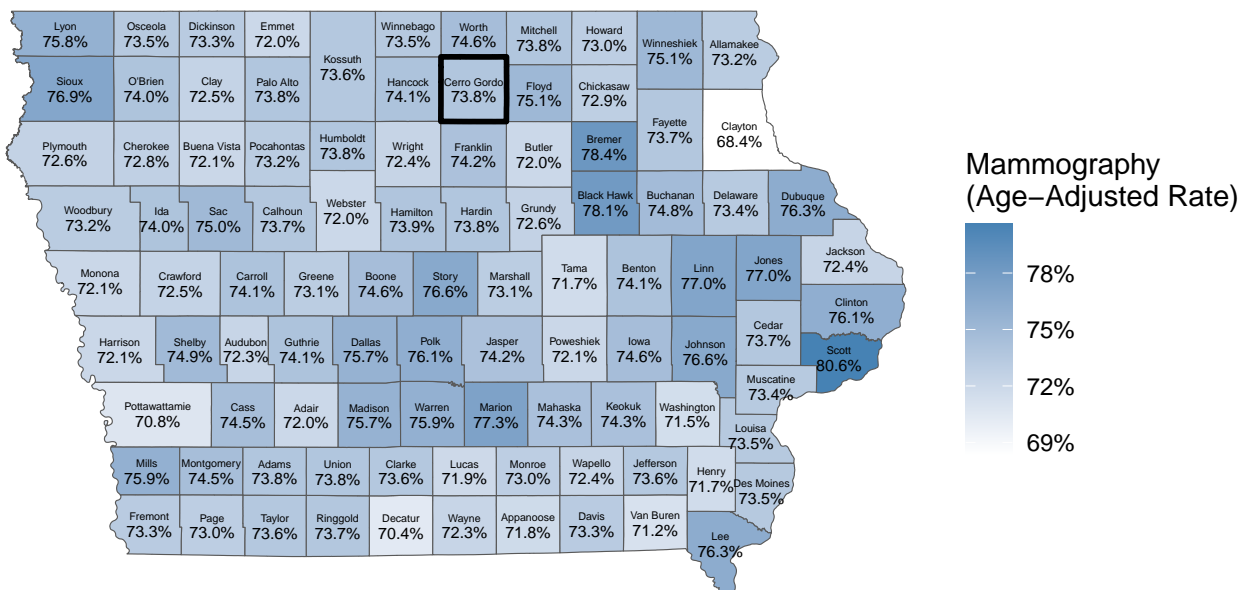 Lyon
75.8%
Osceola
73.5%
Dickinson
73.3%
Emmet
72.0%
Kossuth
73.6%
Winnebago
73.5%
Worth
74.6%
Mitchell
73.8%
Howard
73.0%
Winneshiek
75.1%
Allamakee
73.2%
Sioux
76.9%
O'Brien
74.0%
Clay
72.5%
Palo Alto
73.8%
Hancock
74.1%
Cerro Gordo
73.8%
Floyd
75.1%
Chickasaw
72.9%
Fayette
73.7%
Clayton
68.4%
Plymouth
72.6%
Cherokee
72.8%
Buena Vista
72.1%
Pocahontas
73.2%
Humboldt
73.8%
Wright
72.4%
Franklin
74.2%
Butler
72.0%
Bremer
78.4%
Woodbury
73.2%
Ida
74.0%
Sac
75.0%
Calhoun
73.7%
Webster
72.0%
Hamilton
73.9%
Hardin
73.8%
Grundy
72.6%
Black Hawk
78.1%
Buchanan
74.8%
Delaware
73.4%
Dubuque
76.3%
Monona
72.1%
Crawford
72.5%
Carroll
74.1%
Greene
73.1%
Boone
74.6%
Story
76.6%
Marshall
73.1%
Tama
71.7%
Benton
74.1%
Linn
77.0%
Jones
77.0%
Jackson
72.4%
Clinton
76.1%
Harrison
72.1%
Shelby
74.9%
Audubon
72.3%
Guthrie
74.1%
Dallas
75.7%
Polk
76.1%
Jasper
74.2%
Poweshiek
72.1%
Iowa
74.6%
Johnson
76.6%
Cedar
73.7%
Scott
80.6%
Muscatine
73.4%
Pottawattamie
70.8%
Cass
74.5%
Adair
72.0%
Madison
75.7%
Warren
75.9%
Marion
77.3%
Mahaska
74.3%
Keokuk
74.3%
Washington
71.5%
Louisa
73.5%
Mills
75.9%
Montgomery
74.5%
Adams
73.8%
Union
73.8%
Clarke
73.6%
Lucas
71.9%
Monroe
73.0%
Wapello
72.4%
Jefferson
73.6%
Henry
71.7%
Des Moines
73.5%
Fremont
73.3%
Page
73.0%
Taylor
73.6%
Ringgold
73.7%
Decatur
70.4%
Wayne
72.3%
Appanoose
71.8%
Davis
73.3%
Van Buren
71.2%
Lee
76.3%
Mammography
(Age−Adjusted Rate)
78%
75%
72%
69%